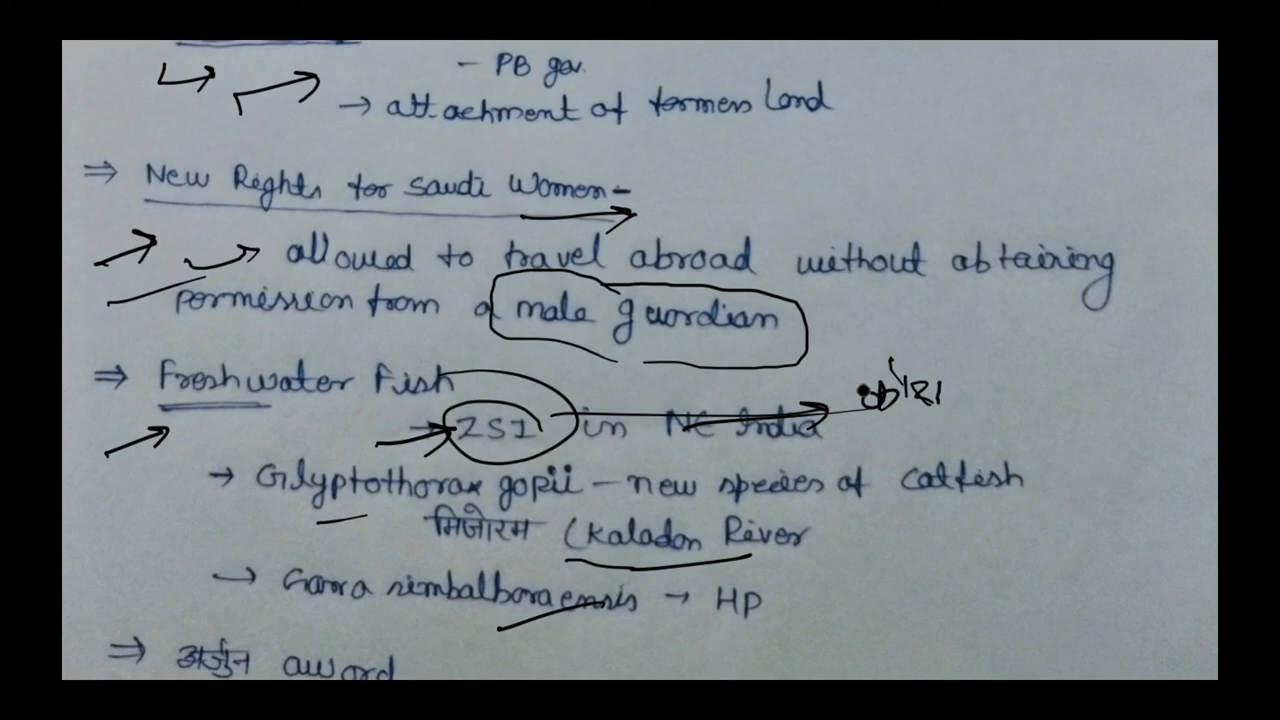 - PB gov.
→ attachment of formers Land
⇒ New Rights for Saudi Women-
allowed to travel abroad without obtaining
permission from a male guardian
⇒ Freshwater Fish
→ ZSI in NE India
→ Glyptothorax gopii - new species of catfish
मिजोरम (Kaladan River
→ Garra simbalbaraensis → HP
⇒ अर्जुन award